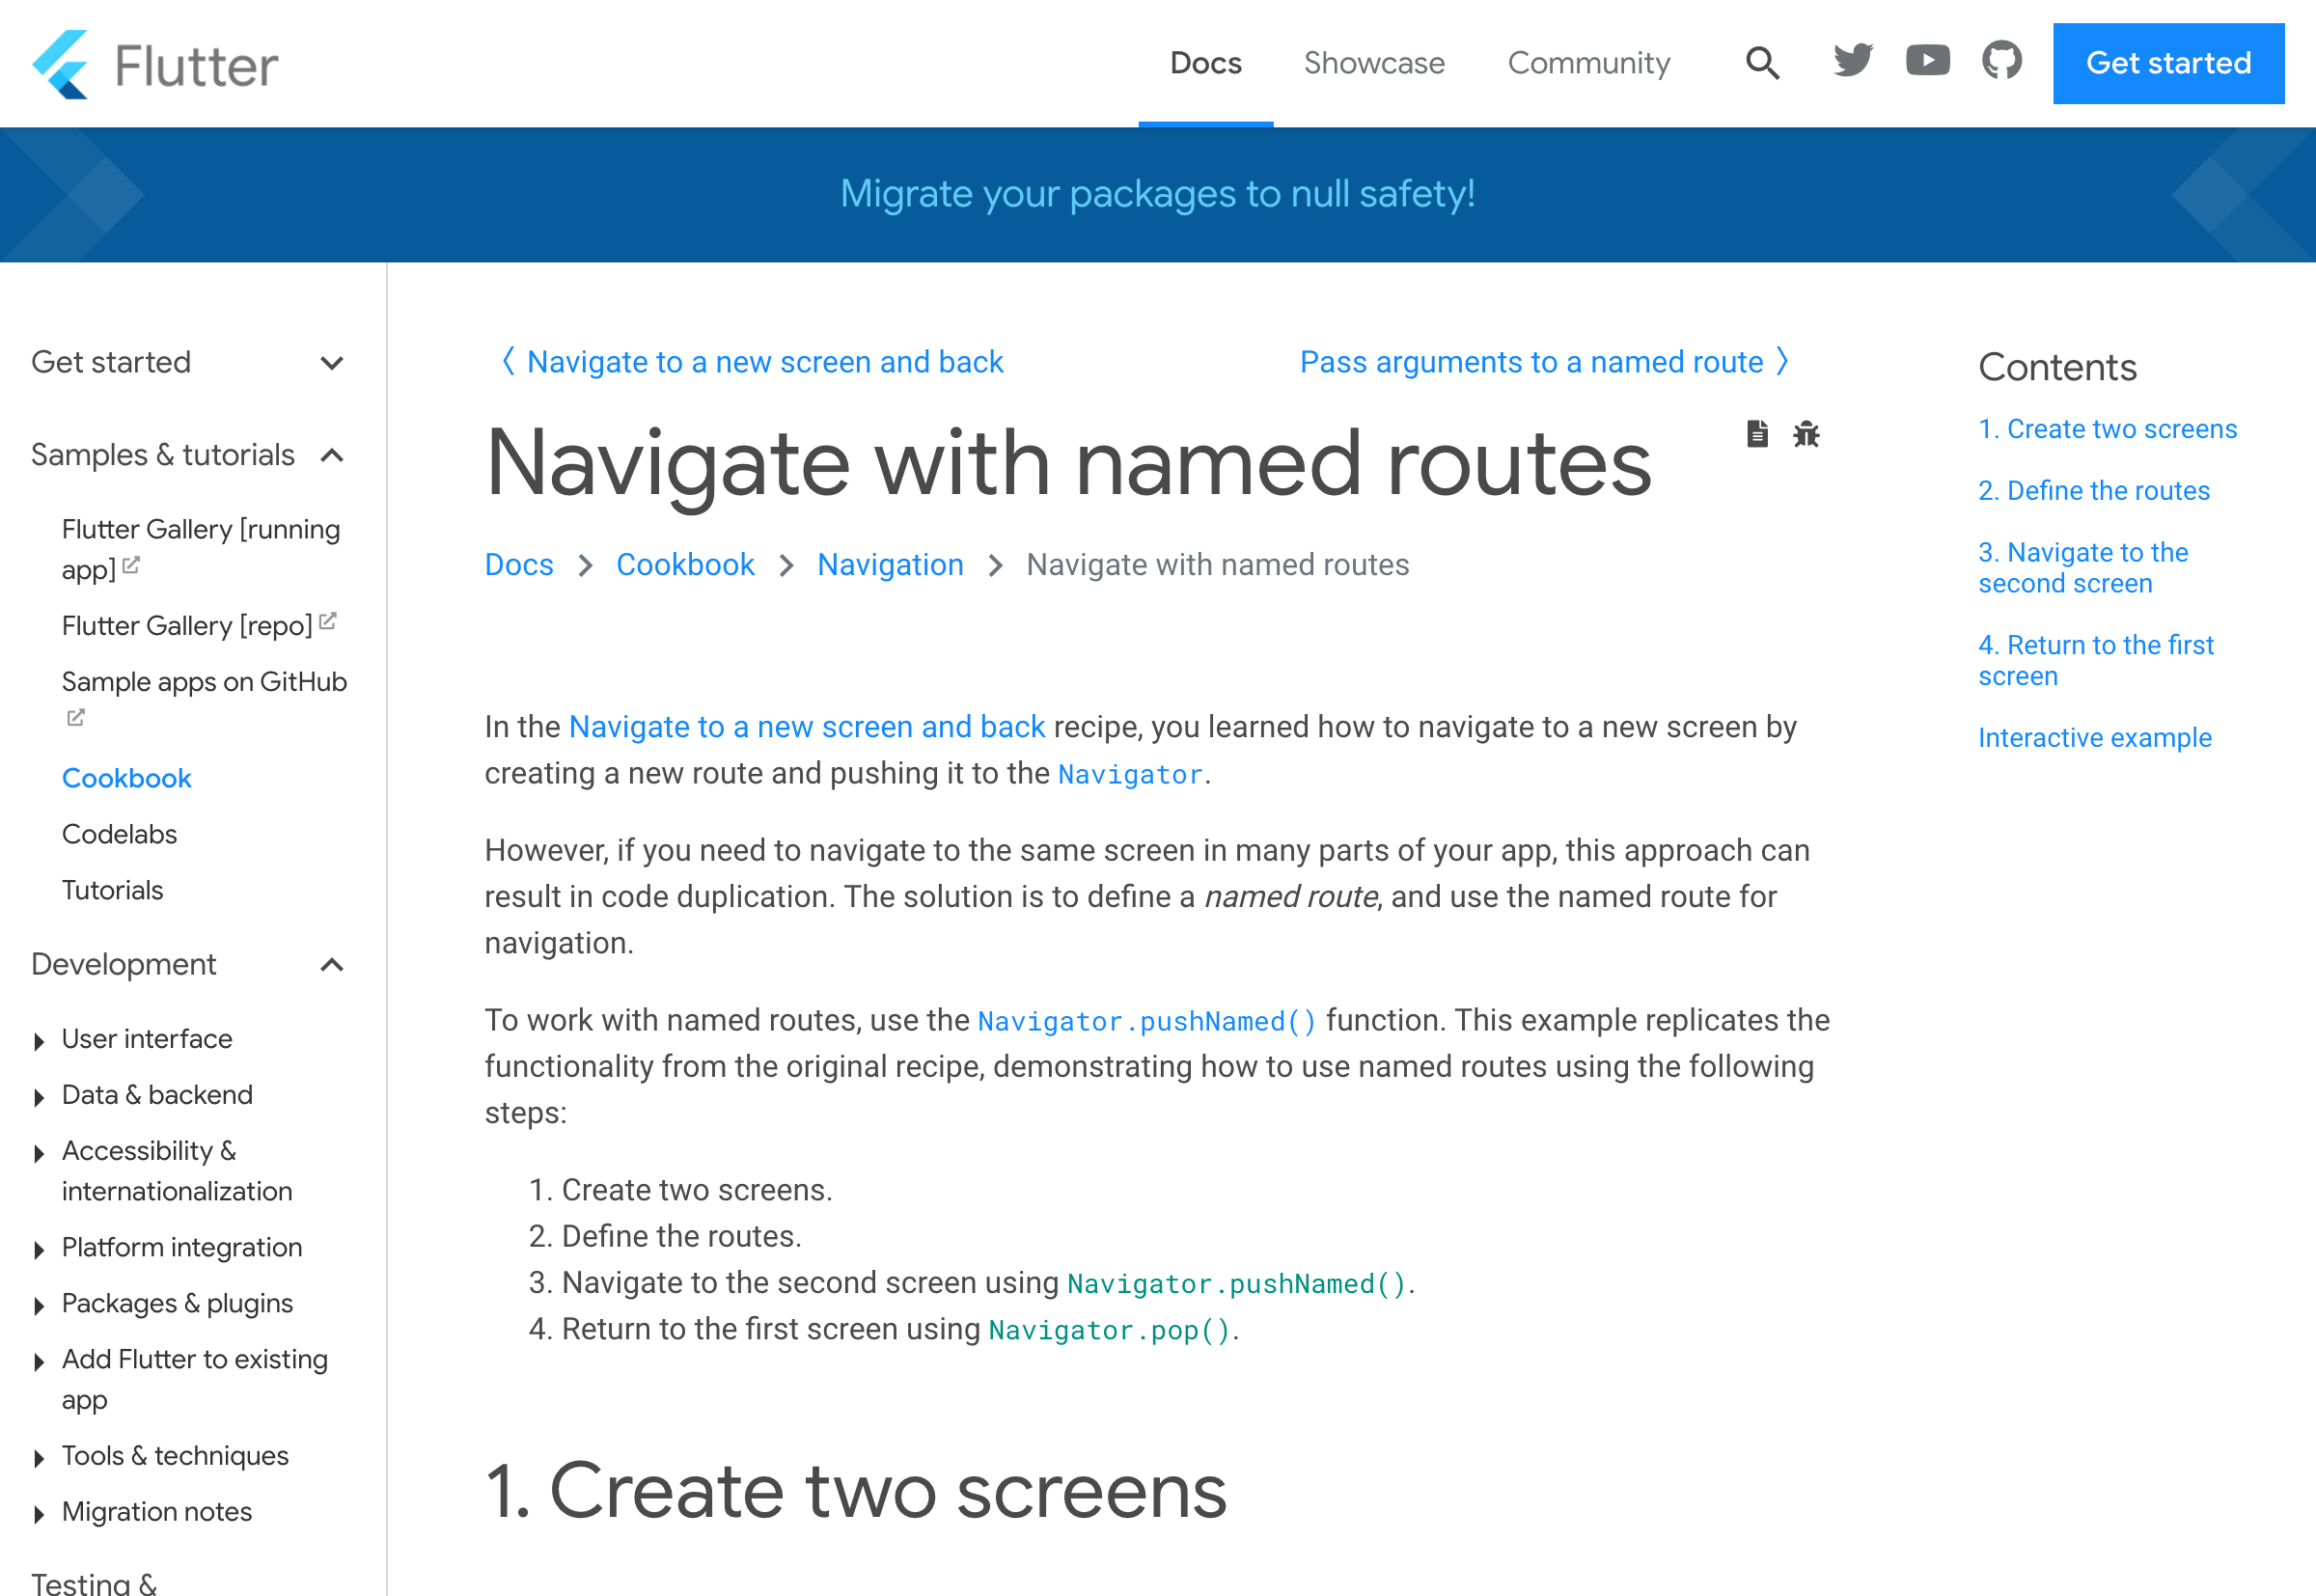 Flutter
Docs
Showcase
Community
Get started
Migrate your packages to null safety!
Get started
Samples & tutorials
Flutter Gallery [running
app]
Flutter Gallery [repo]
Sample apps on GitHub
Cookbook
Codelabs
Tutorials
Development
User interface
Data & backend
Accessibility &
internationalization
Platform integration
Packages & plugins
Add Flutter to existing
app
Tools & techniques
Migration notes
Testing &
〈 Navigate to a new screen and back
Pass arguments to a named route 〉
Navigate with named routes
Docs > Cookbook > Navigation > Navigate with named routes
In the Navigate to a new screen and back recipe, you learned how to navigate to a new screen by
creating a new route and pushing it to the Navigator.
However, if you need to navigate to the same screen in many parts of your app, this approach can
result in code duplication. The solution is to define a named route, and use the named route for
navigation.
To work with named routes, use the Navigator.pushNamed() function. This example replicates the
functionality from the original recipe, demonstrating how to use named routes using the following
steps:
1. Create two screens.
2. Define the routes.
3. Navigate to the second screen using Navigator.pushNamed().
4. Return to the first screen using Navigator.pop().
1. Create two screens
Contents
1. Create two screens
2. Define the routes
3. Navigate to the
second screen
4. Return to the first
screen
Interactive example